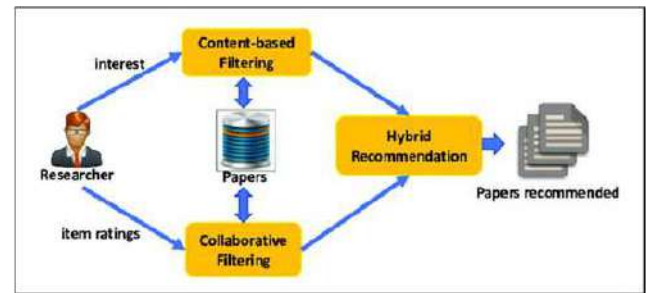 Content-based
Filtering
interest
Researcher
Papers
Hybrid
Recommendation
Papers recommended
item ratings
Collaborative
Filtering